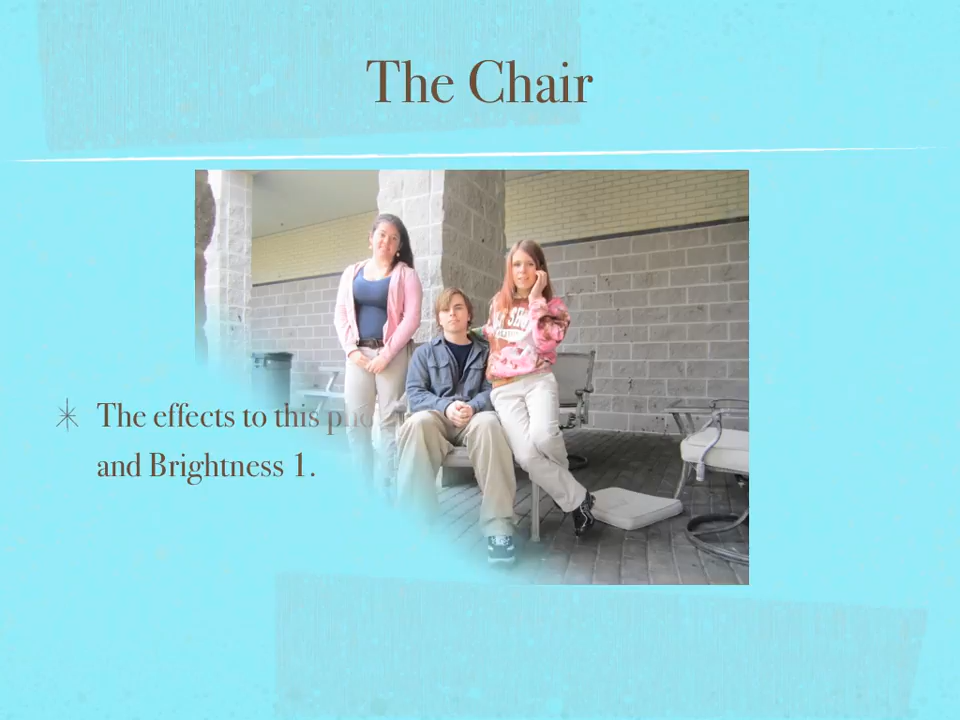 The Chair
The effects to this
and Brightness 1.